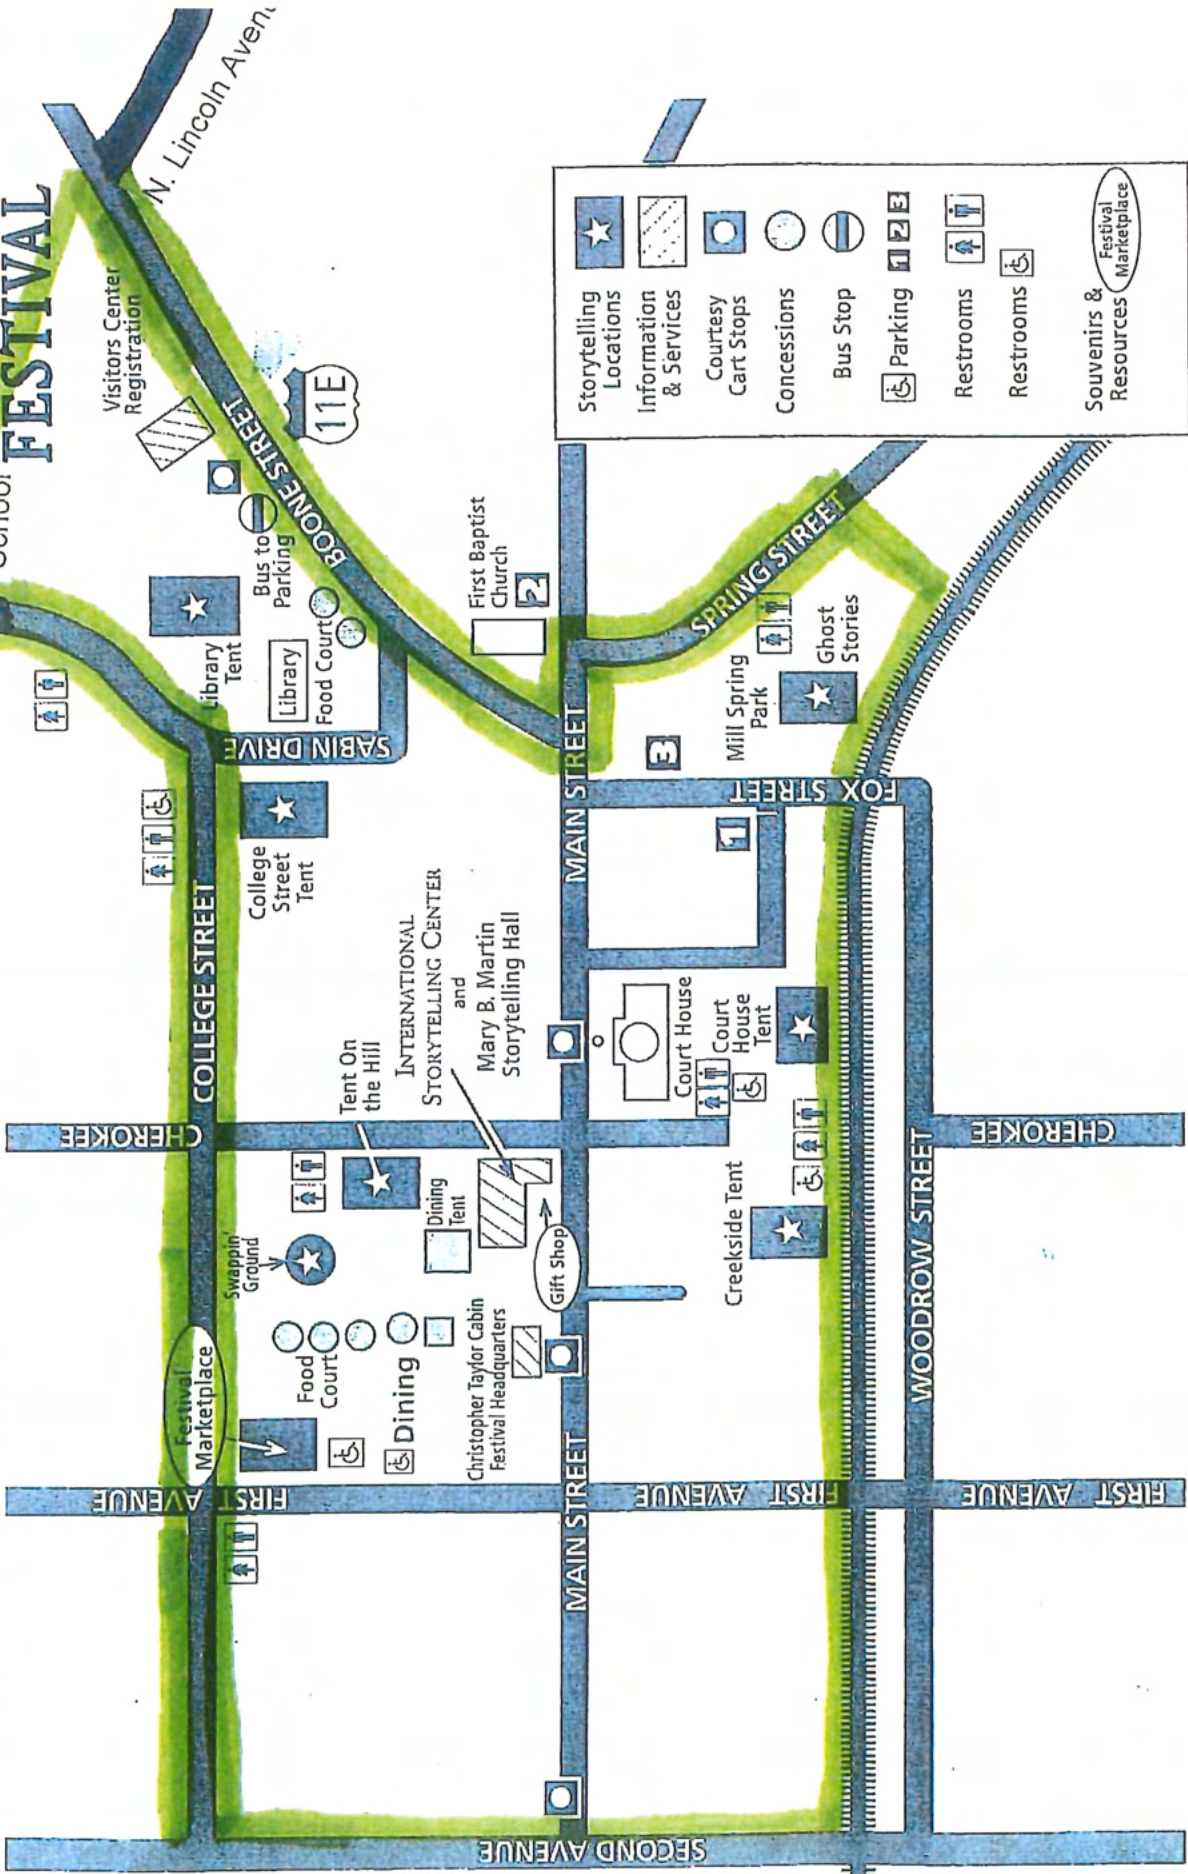 N. Lincoln
FESTIVAL
Visitors Center
Registration
BOONE STREET
11E
Bus to
Parking
Library
Tent
Library
Food Court
SABIN DRIVE
First Baptist
Church
2
College
Street
Tent
COLLEGE STREET
CHEROKEE
Tent On
the Hill
INTERNATIONAL
STORYTELLING CENTER
and
Mary B. Martin
Storytelling Hall
Swappin'
Ground
Dining
Tent
Gift Shop
Festival
Marketplace
Food
Court
Dining
Christopher Taylor Cabin
Festival Headquarters
FIRST AVENUE
MAIN STREET
MAIN STREET
SECOND AVENUE
SPRING STREET
Mill Spring
Park
Ghost
Stories
3
FOX STREET
1
Court House
Court
House
Tent
Creekside Tent
FIRST AVENUE
WOODROW STREET
CHEROKEE
FIRST AVENUE
Storytelling
Locations
Information
& Services
Courtesy
Cart Stops
Concessions
Bus Stop
Parking 1 2 3
Restrooms
Restrooms
Souvenirs &
Resources
Festival
Marketplace